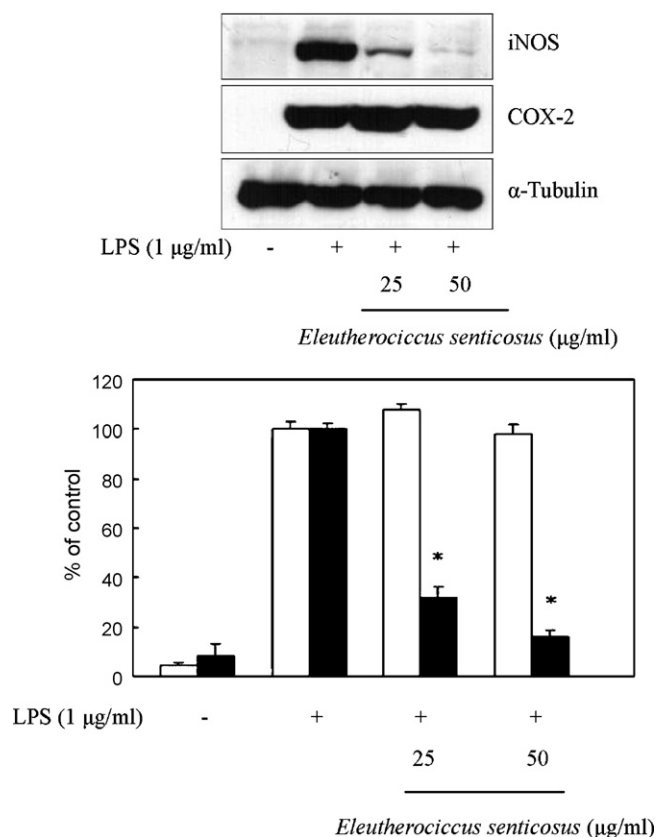 iNOS
COX-2
α-Tubulin
LPS (1 μg/ml) - + + +
25 50
Eleutherociccus senticosus (μg/ml)
120
100
80
60
40
20
0
% of control
* *
LPS (1 μg/ml) - + + +
25 50
Eleutherociccus senticosus (μg/ml)